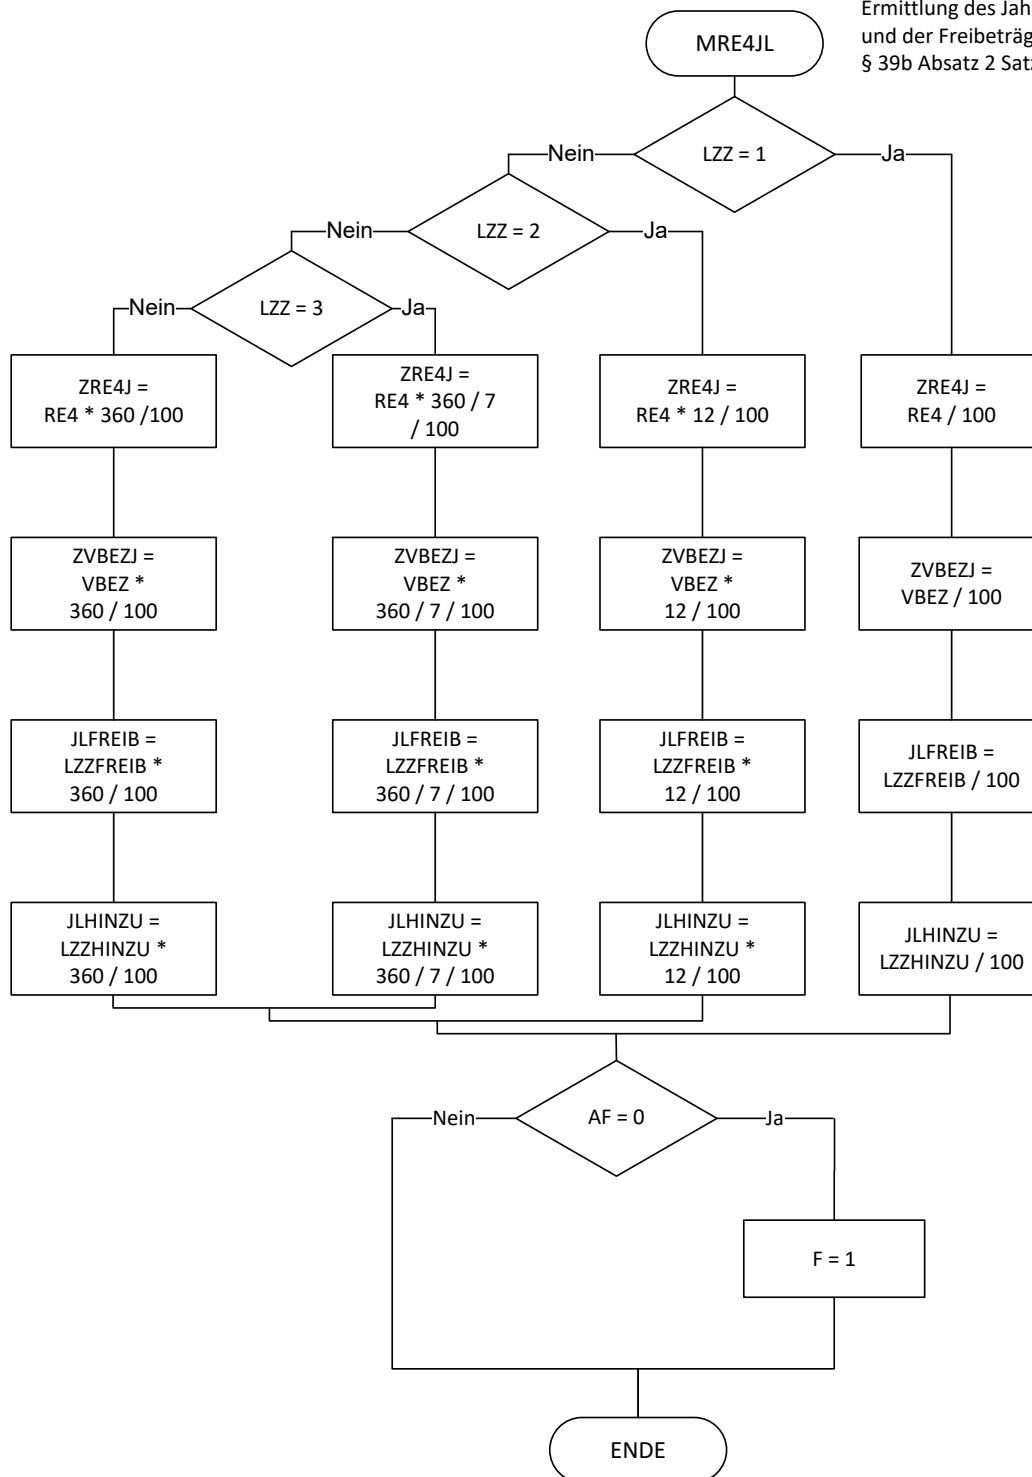 MRE4JL
Ermittlung des Jah
und der Freibeträg
§ 39b Absatz 2 Satz
LZZ = 1
Nein
Ja
LZZ = 2
Nein
Ja
LZZ = 3
Nein
Ja
ZRE4J =
RE4 * 360 /100
ZRE4J =
RE4 * 360 / 7
/ 100
ZRE4J =
RE4 * 12 / 100
ZRE4J =
RE4 / 100
ZVBEZJ =
VBEZ *
360 / 100
ZVBEZJ =
VBEZ *
360 / 7 / 100
ZVBEZJ =
VBEZ *
12 / 100
ZVBEZJ =
VBEZ / 100
JLFREIB =
LZZFREIB *
360 / 100
JLFREIB =
LZZFREIB *
360 / 7 / 100
JLFREIB =
LZZFREIB *
12 / 100
JLFREIB =
LZZFREIB / 100
JLHINZU =
LZZHINZU *
360 / 100
JLHINZU =
LZZHINZU *
360 / 7 / 100
JLHINZU =
LZZHINZU *
12 / 100
JLHINZU =
LZZHINZU / 100
AF = 0
Nein
Ja
F = 1
ENDE